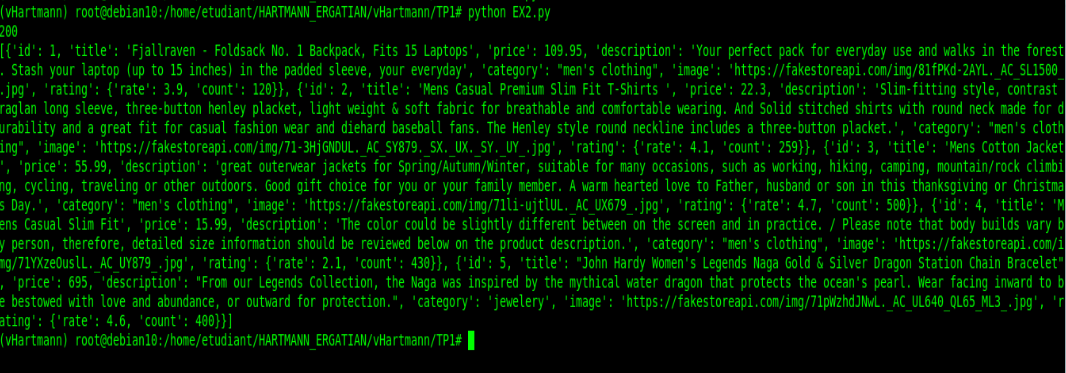 (vHartmann) root@debian10:/home/etudiant/HARTMANN_ERGATIAN/vHartmann/TP1# python EX2.py
200
[{'id': 1, 'title': 'Fjallraven - Foldsack No. 1 Backpack, Fits 15 Laptops', 'price': 109.95, 'description': 'Your perfect pack for everyday use and walks in the forest
. Stash your laptop (up to 15 inches) in the padded sleeve, your everyday', 'category': "men's clothing", 'image': 'https://fakestoreapi.com/img/81fPKd-2AYL._AC_SL1500_
.jpg', 'rating': {'rate': 3.9, 'count': 120}}, {'id': 2, 'title': 'Mens Casual Premium Slim Fit T-Shirts ', 'price': 22.3, 'description': 'Slim-fitting style, contrast
raglan long sleeve, three-button henley placket, light weight & soft fabric for breathable and comfortable wearing. And Solid stitched shirts with round neck made for d
urability and a great fit for casual fashion wear and diehard baseball fans. The Henley style round neckline includes a three-button placket.', 'category': "men's cloth
ing", 'image': 'https://fakestoreapi.com/img/71-3HjGNDUL._AC_SY879._SX._UX._SY._UY_.jpg', 'rating': {'rate': 4.1, 'count': 259}}, {'id': 3, 'title': 'Mens Cotton Jacket
', 'price': 55.99, 'description': 'great outerwear jackets for Spring/Autumn/Winter, suitable for many occasions, such as working, hiking, camping, mountain/rock climbi
ng, cycling, traveling or other outdoors. Good gift choice for you or your family member. A warm hearted love to Father, husband or son in this thanksgiving or Christma
s Day.', 'category': "men's clothing", 'image': 'https://fakestoreapi.com/img/71li-ujtlUL._AC_UX679_.jpg', 'rating': {'rate': 4.7, 'count': 500}}, {'id': 4, 'title': 'M
ens Casual Slim Fit', 'price': 15.99, 'description': 'The color could be slightly different between on the screen and in practice. / Please note that body builds vary b
y person, therefore, detailed size information should be reviewed below on the product description.', 'category': "men's clothing", 'image': 'https://fakestoreapi.com/i
mg/71YXzeOuslL._AC_UY879_.jpg', 'rating': {'rate': 2.1, 'count': 430}}, {'id': 5, 'title': "John Hardy Women's Legends Naga Gold & Silver Dragon Station Chain Bracelet"
, 'price': 695, 'description': "From our Legends Collection, the Naga was inspired by the mythical water dragon that protects the ocean's pearl. Wear facing inward to b
e bestowed with love and abundance, or outward for protection.", 'category': 'jewelery', 'image': 'https://fakestoreapi.com/img/71pWzhdJNwL._AC_UL640_QL65_ML3_.jpg', 'r
ating': {'rate': 4.6, 'count': 400}}]
(vHartmann) root@debian10:/home/etudiant/HARTMANN_ERGATIAN/vHartmann/TP1#